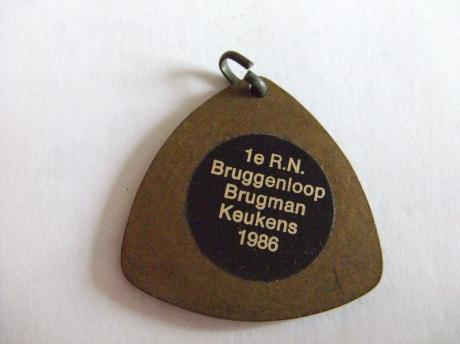 1e R.N.
Bruggenloop
Brugman
Keukens
1986